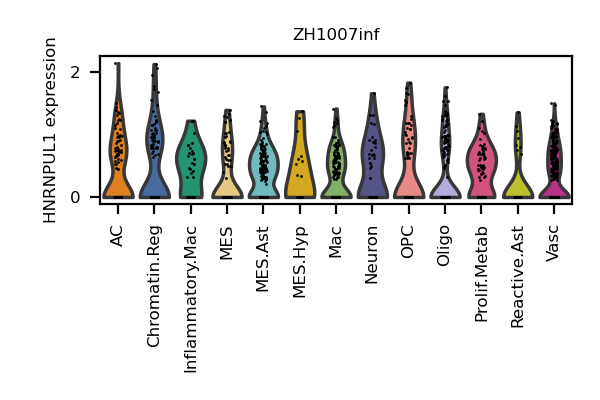 ZH1007inf
HNRNPUL1 expression
2
0
AC
Chromatin.Reg
Inflammatory.Mac
MES
MES.Ast
MES.Hyp
Mac
Neuron
OPC
Oligo
Prolif.Metab
Reactive.Ast
Vasc